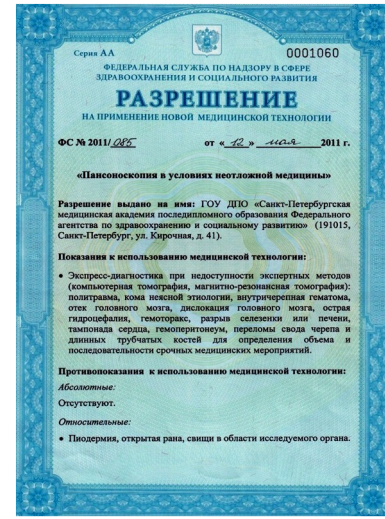 Серия АА
0001060
ФЕДЕРАЛЬНАЯ СЛУЖБА ПО НАДЗОРУ В СФЕРЕ
ЗДРАВООХРАНЕНИЯ И СОЦИАЛЬНОГО РАЗВИТИЯ
РАЗРЕШЕНИЕ
НА ПРИМЕНЕНИЕ НОВОЙ МЕДИЦИНСКОЙ ТЕХНОЛОГИИ
ФС № 2011/ 085 от « 12 » мая 2011 г.
«Пансоноскопия в условиях неотложной медицины»
Разрешение выдано на имя: ГОУ ДПО «Санкт-Петербургская
медицинская академия последипломного образования Федерального
агентства по здравоохранению и социальному развитию» (191015,
Санкт-Петербург, ул. Кирочная, д. 41).
Показания к использованию медицинской технологии:
• Экспресс-диагностика при недоступности экспертных методов
(компьютерная томография, магнитно-резонансная томография):
политравма, кома неясной этиологии, внутричерепная гематома,
отек головного мозга, дислокация головного мозга, острая
гидроцефалия, гемоторакс, разрыв селезенки или печени,
тампонада сердца, гемоперитонеум, переломы свода черепа и
длинных трубчатых костей для определения объема и
последовательности срочных медицинских мероприятий.
Противопоказания к использованию медицинской технологии:
Абсолютные:
Отсутствуют.
Относительные:
• Пиодермия, открытая рана, свищи в области исследуемого органа.